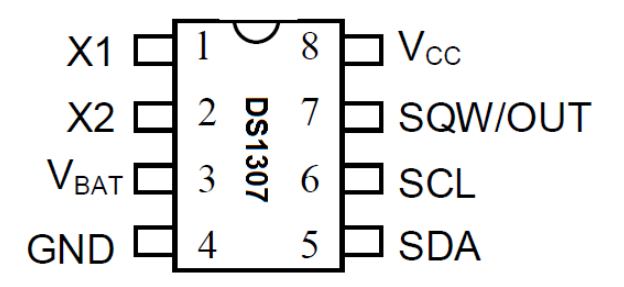 X1 1 8 VCC
X2 2 7 SQW/OUT
VBAT 3 6 SCL
GND 4 5 SDA
DS1307